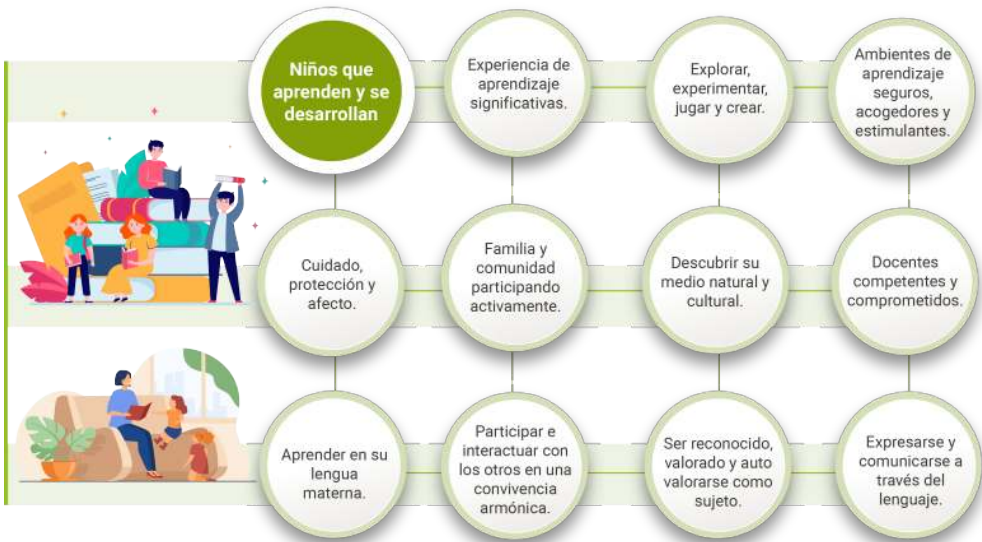 Niños que
aprenden y se
desarrollan
Experiencia de
aprendizaje
significativas.
Explorar,
experimentar,
jugar y crear.
Ambientes de
aprendizaje
seguros,
acogedores y
estimulantes.
Cuidado,
protección y
afecto.
Familia y
comunidad
participando
activamente.
Descubrir su
medio natural y
cultural.
Docentes
competentes y
comprometidos.
Aprender en su
lengua
materna.
Participar e
interactuar con
los otros en una
convivencia
armónica.
Ser reconocido,
valorado y auto
valorarse como
sujeto.
Expresarse y
comunicarse a
través del
lenguaje.